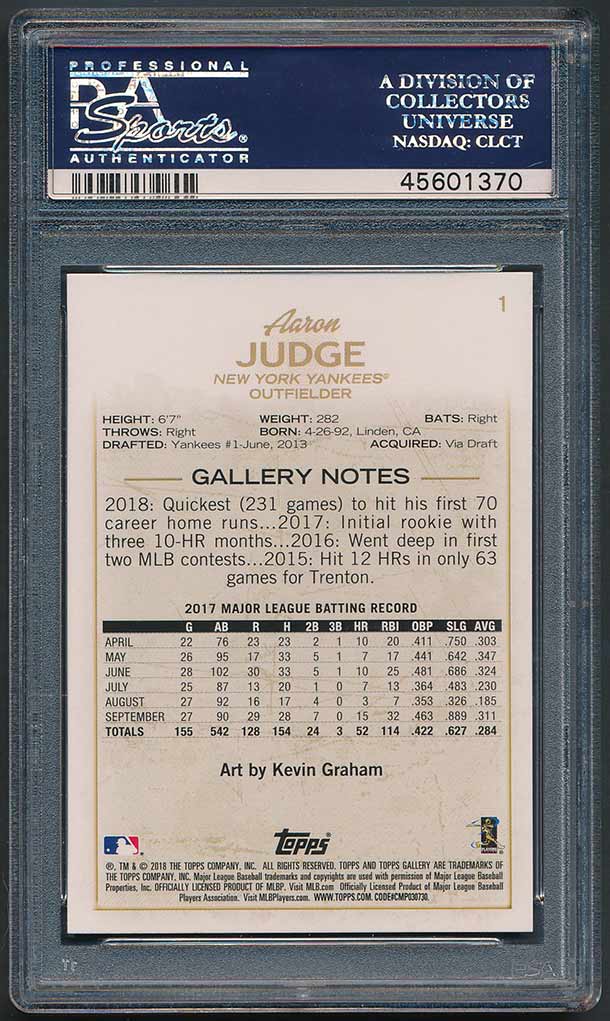 PROFESSIONAL
PSA
Sports®
AUTHENTICATOR
A DIVISION OF
COLLECTORS
UNIVERSE
NASDAQ: CLCT
45601370
1
Aaron
JUDGE
NEW YORK YANKEES®
OUTFIELDER
HEIGHT: 6'7" WEIGHT: 282 BATS: Right
THROWS: Right BORN: 4-26-92, Linden, CA
DRAFTED: Yankees #1-June, 2013 ACQUIRED: Via Draft
GALLERY NOTES
2018: Quickest (231 games) to hit his first 70
career home runs...2017: Initial rookie with
three 10-HR months...2016: Went deep in first
two MLB contests...2015: Hit 12 HRs in only 63
games for Trenton.
2017 MAJOR LEAGUE BATTING RECORD
G AB R H 2B 3B HR RBI OBP SLG AVG
APRIL 22 76 23 23 2 1 10 20 .411 .750 .303
MAY 26 95 17 33 5 1 7 17 .441 .642 .347
JUNE 28 102 30 33 5 1 10 25 .481 .686 .324
JULY 25 87 13 20 1 0 7 13 .364 .483 .230
AUGUST 27 92 16 17 4 0 3 7 .353 .326 .185
SEPTEMBER 27 90 29 28 7 0 15 32 .463 .889 .311
TOTALS 155 542 128 154 24 3 52 114 .422 .627 .284
Art by Kevin Graham
Topps®
®, TM & © 2018 THE TOPPS COMPANY, INC. ALL RIGHTS RESERVED. TOPPS AND TOPPS GALLERY ARE TRADEMARKS OF
THE TOPPS COMPANY, INC. Major League Baseball trademarks and copyrights are used with permission of Major League Baseball
Properties, Inc. OFFICIALLY LICENSED PRODUCT OF MLBP. Visit MLB.com Officially Licensed Product of Major League Baseball
Players Association. Visit MLBPlayers.com. WWW.TOPPS.COM. CODE#CMP030730.
PSA